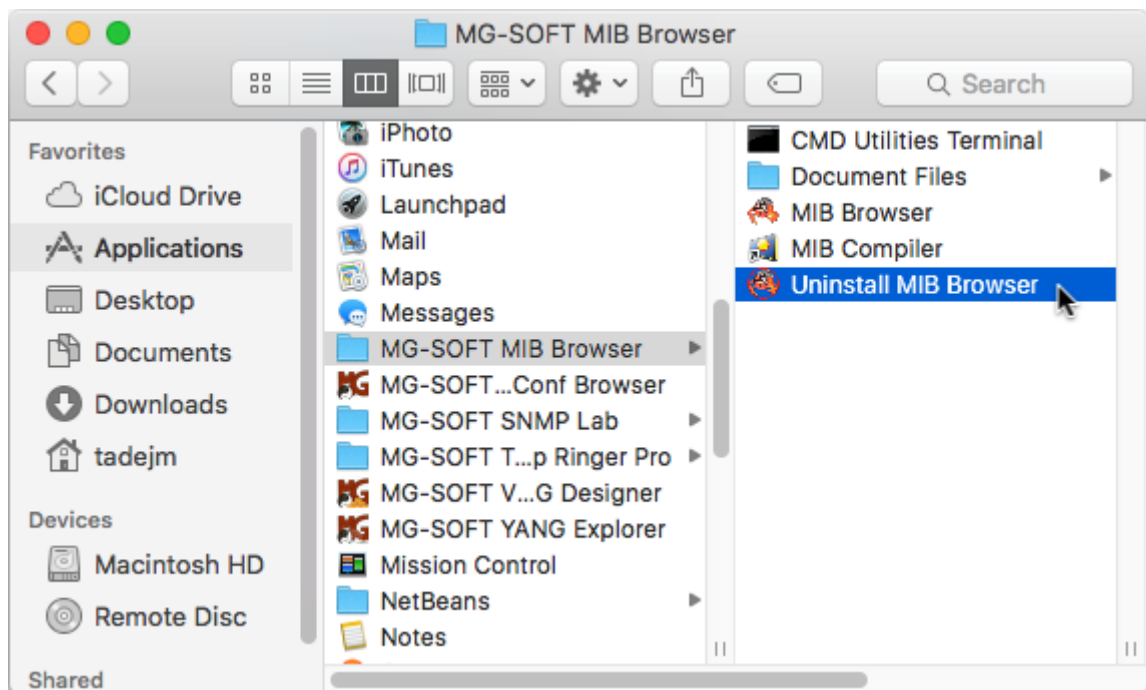 MG-SOFT MIB Browser
Search
Favorites
iCloud Drive
Applications
Desktop
Documents
Downloads
tadejm
Devices
Macintosh HD
Remote Disc
Shared
iPhoto
iTunes
Launchpad
Mail
Maps
Messages
MG-SOFT MIB Browser
MG-SOFT...Conf Browser
MG-SOFT SNMP Lab
MG-SOFT T...p Ringer Pro
MG-SOFT V...G Designer
MG-SOFT YANG Explorer
Mission Control
NetBeans
Notes
CMD Utilities Terminal
Document Files
MIB Browser
MIB Compiler
Uninstall MIB Browser